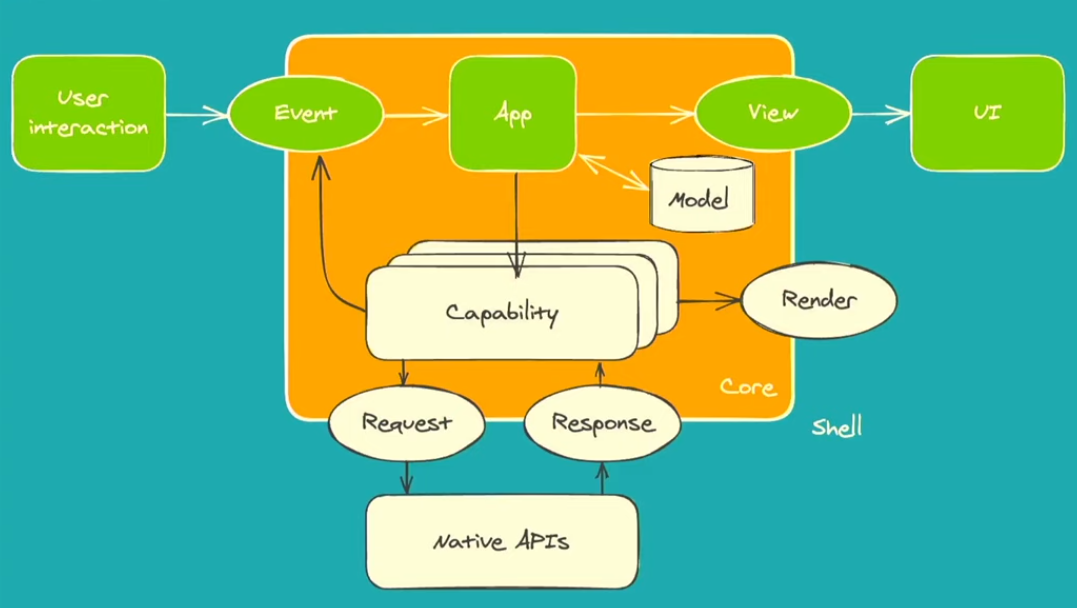 User
interaction
Event
App
View
UI
Model
Capability
Render
Core
Request
Response
Shell
Native APIs